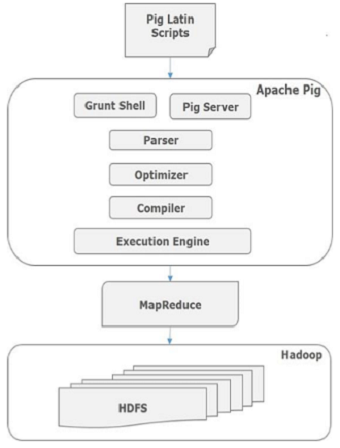 Pig Latin
Scripts
Apache Pig
Grunt Shell
Pig Server
Parser
Optimizer
Compiler
Execution Engine
MapReduce
Hadoop
HDFS